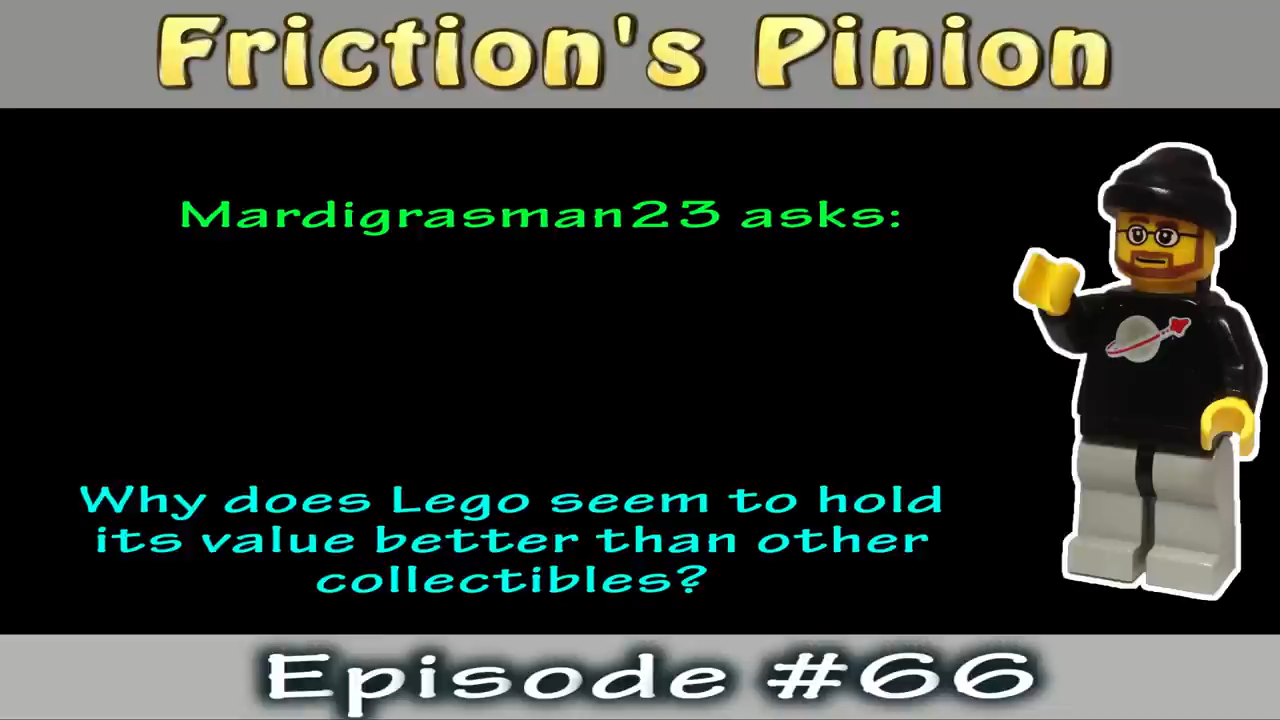 Friction's Pinion
Mardigrasman23 asks:
Why does Lego seem to hold
its value better than other
collectibles?
Episode #66